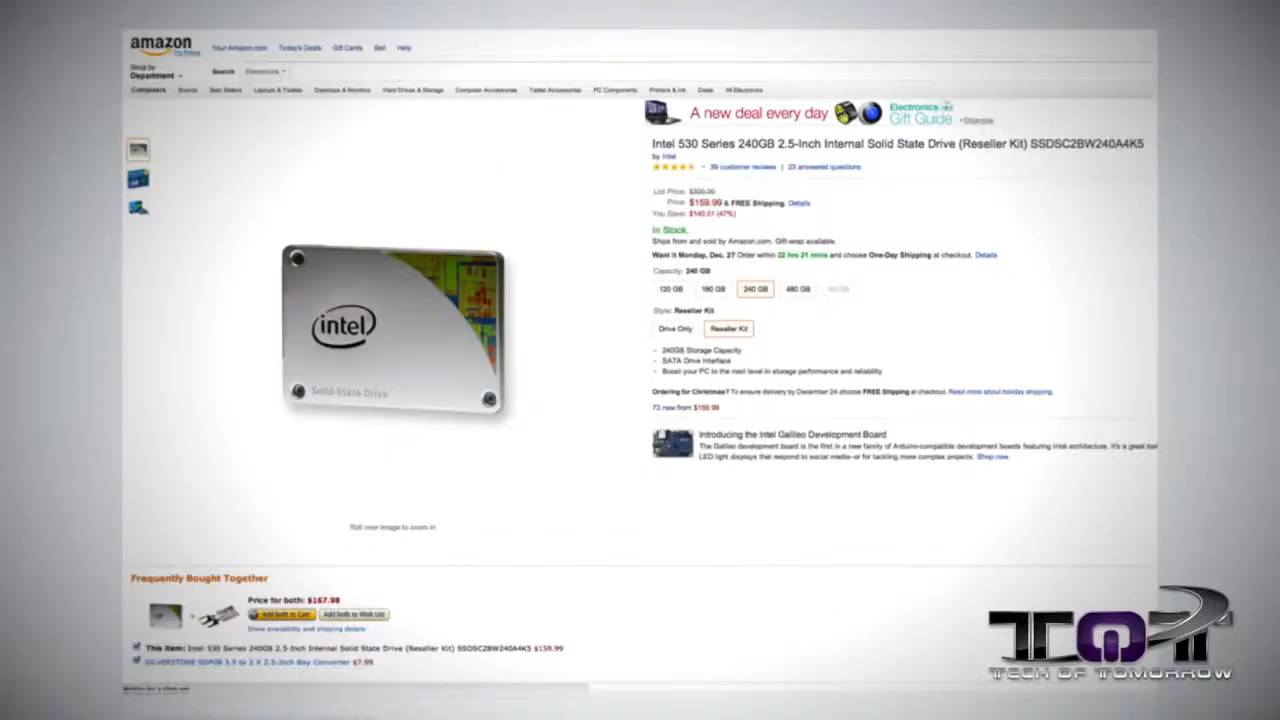 amazon
Try Prime
Your Amazon.com Today's Deals Gift Cards Sell Help
Shop by
Department
Search Electronics
Computers Brands Best Sellers Laptops & Tablets Desktops & Monitors Hard Drives & Storage Computer Accessories Tablet Accessories PC Components Printers & Ink Deals All Electronics
A new deal every day
Electronics
Gift Guide
Shop now
Intel 530 Series 240GB 2.5-Inch Internal Solid State Drive (Reseller Kit) SSDSC2BW240A4K5
by Intel
39 customer reviews | 23 answered questions
List Price: $300.00
Price: $159.99 & FREE Shipping. Details
You Save: $140.01 (47%)
In Stock.
Ships from and sold by Amazon.com. Gift-wrap available.
Want it Monday, Dec. 27 Order within 22 hrs 21 mins and choose One-Day Shipping at checkout. Details
Capacity: 240 GB
120 GB 180 GB 240 GB 480 GB
Style: Reseller Kit
Drive Only Reseller Kit
- 240GB Storage Capacity
- SATA Drive Interface
- Boost your PC to the next level in storage performance and reliability
Ordering for Christmas? To ensure delivery by December 24 choose FREE Shipping at checkout. Read more about holiday shipping.
73 new from $159.99
Introducing the Intel Galileo Development Board
The Galileo development board is the first in a new family of Arduino-compatible development boards featuring Intel architecture. It's a great
LED light displays that respond to social media-or for tackling more complex projects. Shop now.
intel
Solid-State Drive
Roll over image to zoom in
Frequently Bought Together
Price for both: $167.98
Add both to Cart Add both to Wish List
Show availability and shipping details
This item: Intel 530 Series 240GB 2.5-Inch Internal Solid State Drive (Reseller Kit) SSDSC2BW240A4K5 $159.99
SILVERSTONE SDP08 3.5 to 2 X 2.5-Inch Bay Converter $7.99
TOT
TECH OF TOMORROW